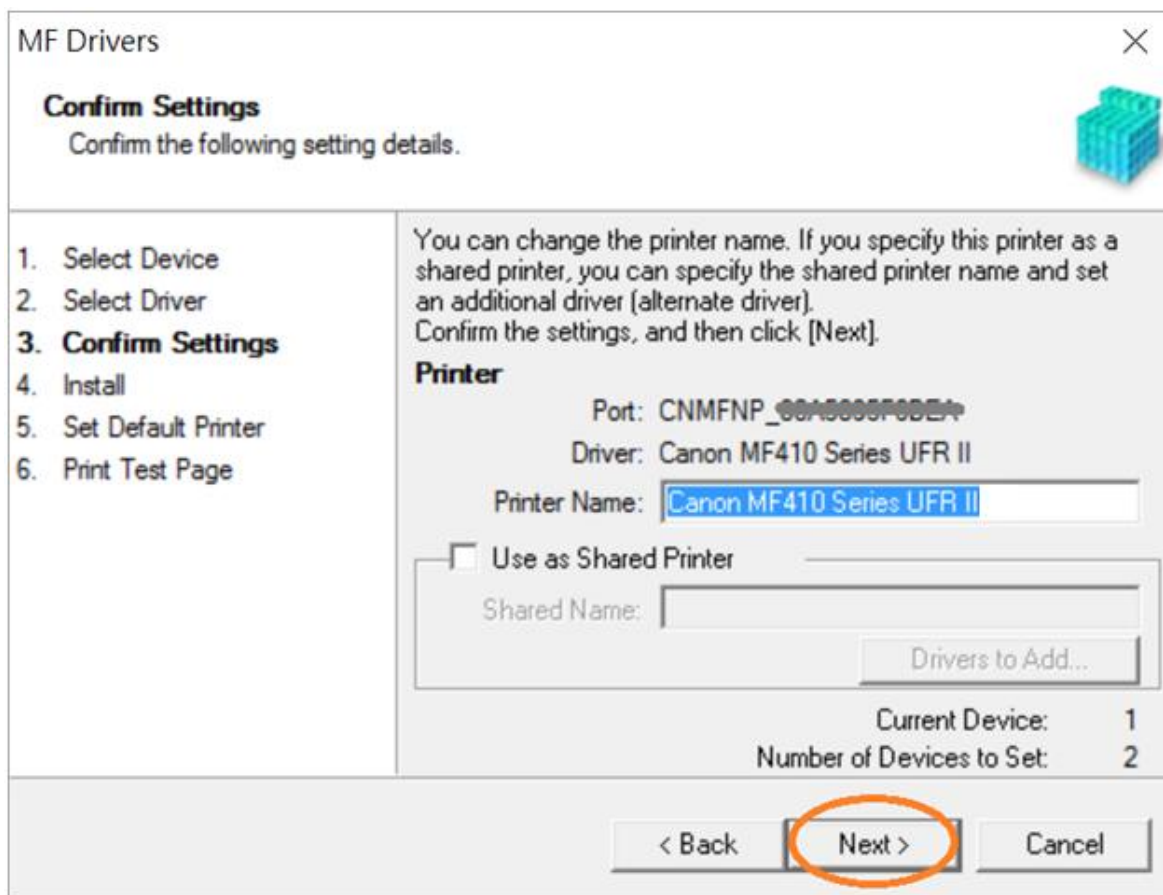 MF Drivers
Confirm Settings
Confirm the following setting details.
1. Select Device
2. Select Driver
3. Confirm Settings
4. Install
5. Set Default Printer
6. Print Test Page
You can change the printer name. If you specify this printer as a
shared printer, you can specify the shared printer name and set
an additional driver (alternate driver).
Confirm the settings, and then click [Next].
Printer
Port: CNMFNP_
Driver: Canon MF410 Series UFR II
Printer Name: Canon MF410 Series UFR II
Use as Shared Printer
Shared Name:
Drivers to Add...
Current Device: 1
Number of Devices to Set: 2
< Back Next > Cancel